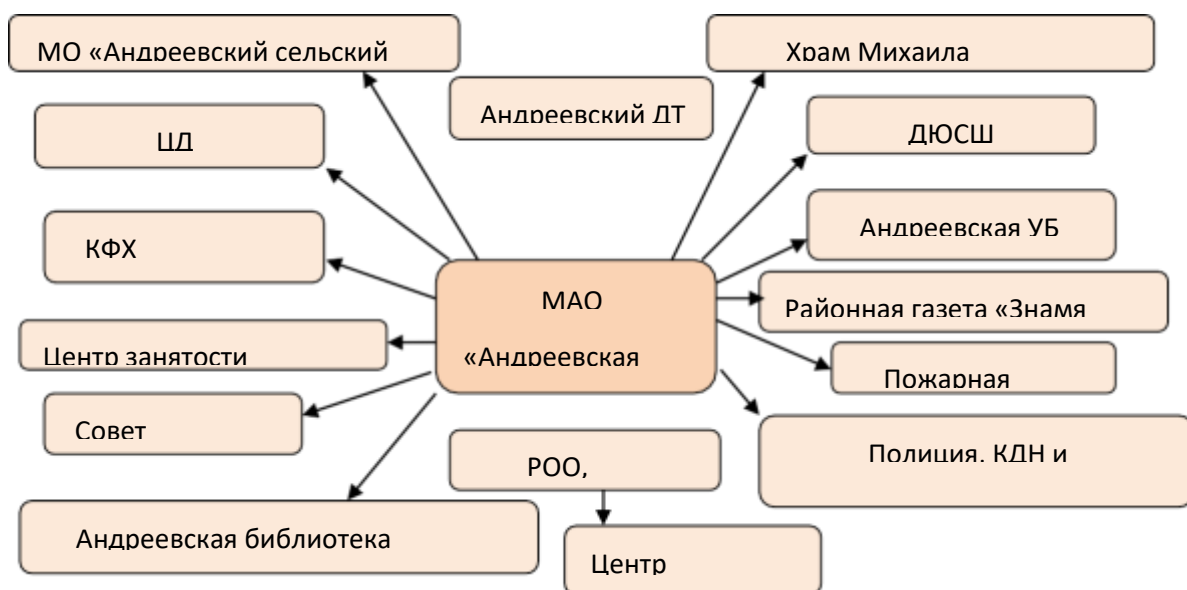 МО «Андреевский сельский
Храм Михаила
Андреевский ДТ
ЦД
ДЮСШ
КФХ
Андреевская УБ
МАО
«Андреевская
Районная газета «Знамя
Центр занятости
Пожарная
Совет
Полиция, КДН и
РОО,
Андреевская библиотека
Центр